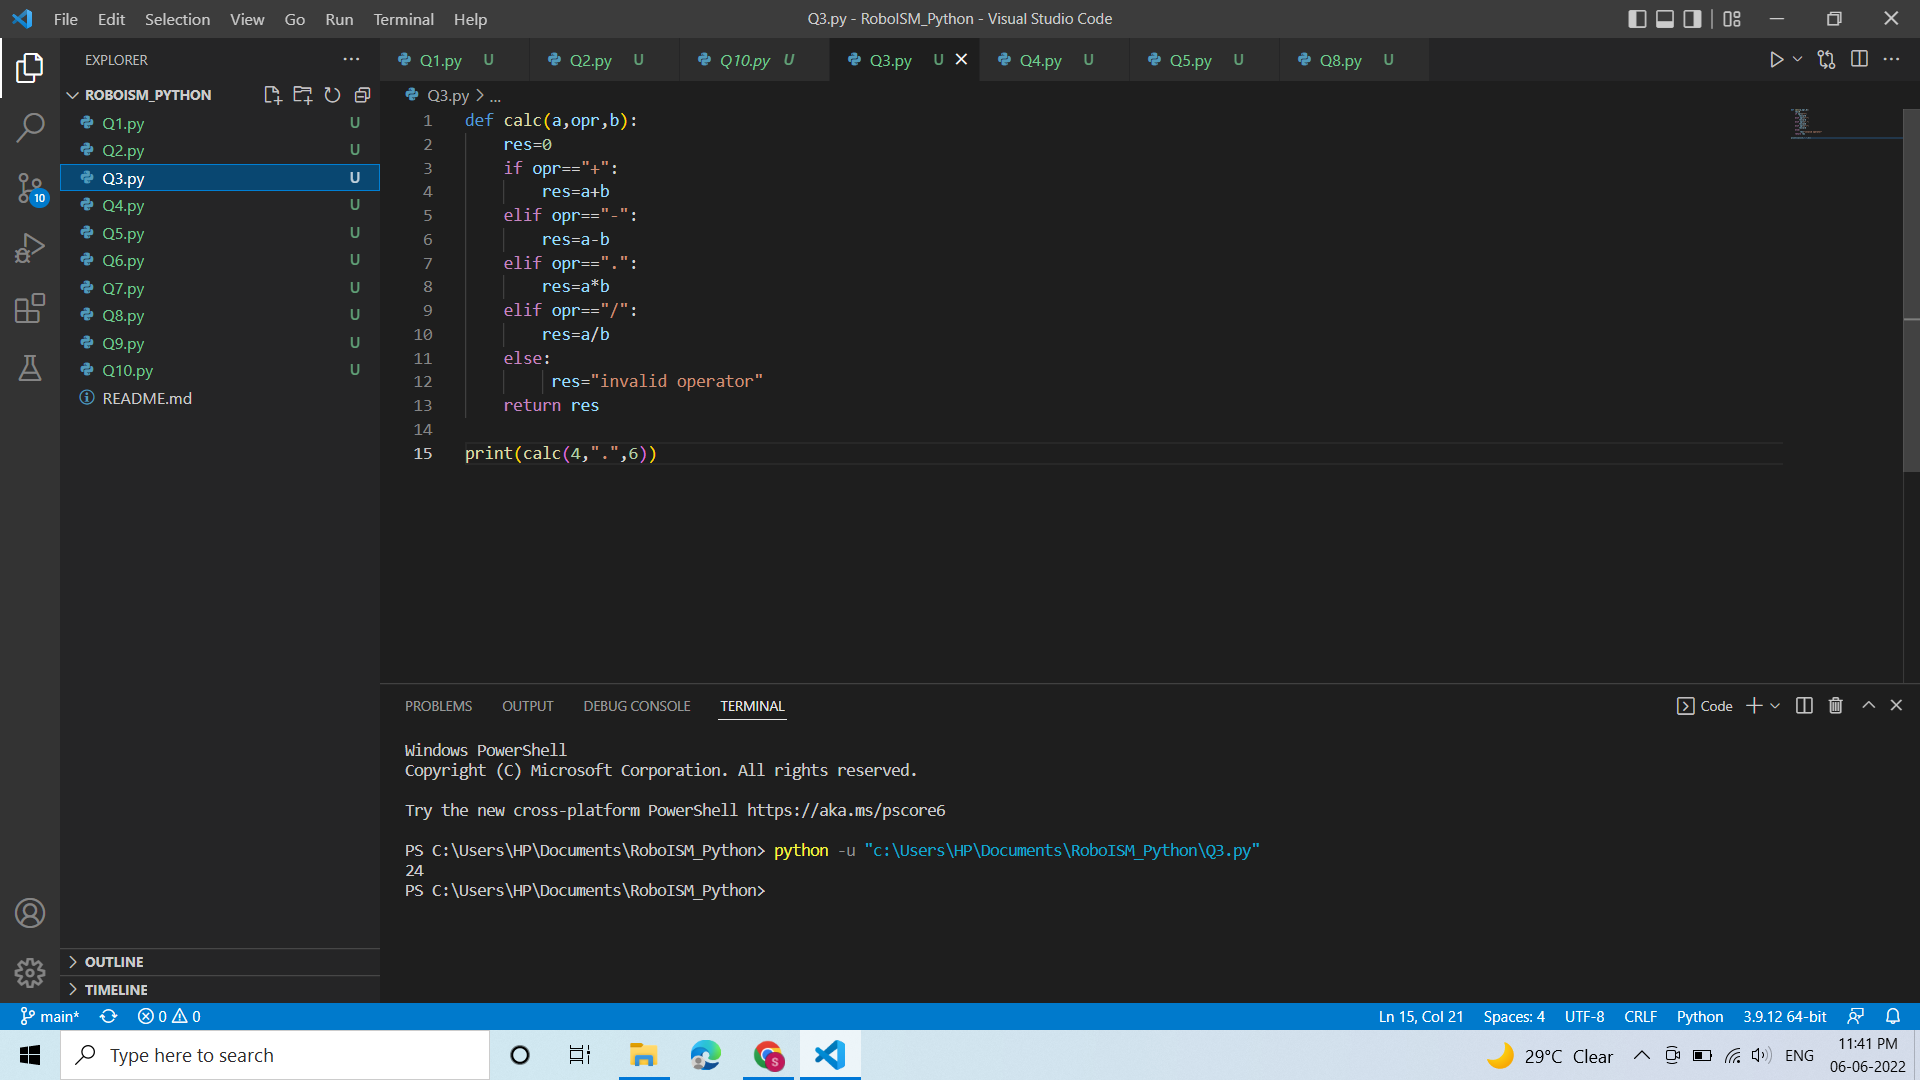 File Edit Selection View Go Run Terminal Help
Q3.py - RoboISM_Python - Visual Studio Code
EXPLORER
ROBOISM_PYTHON
Q1.py U
Q2.py U
Q3.py U
Q4.py U
Q5.py U
Q6.py U
Q7.py U
Q8.py U
Q9.py U
Q10.py U
README.md
10
OUTLINE
TIMELINE
Q1.py U Q2.py U Q10.py U Q3.py U Q4.py U Q5.py U Q8.py U
Q3.py > ...
1 def calc(a,opr,b):
2 res=0
3 if opr=="+":
4 res=a+b
5 elif opr=="-":
6 res=a-b
7 elif opr==".":
8 res=a*b
9 elif opr=="/":
10 res=a/b
11 else:
12 res="invalid operator"
13 return res
14
15 print(calc(4,".",6))
PROBLEMS OUTPUT DEBUG CONSOLE TERMINAL
Code
Windows PowerShell
Copyright (C) Microsoft Corporation. All rights reserved.
Try the new cross-platform PowerShell https://aka.ms/pscore6
PS C:\Users\HP\Documents\RoboISM_Python> python -u "c:\Users\HP\Documents\RoboISM_Python\Q3.py"
24
PS C:\Users\HP\Documents\RoboISM_Python>
main* 0 0
Ln 15, Col 21 Spaces: 4 UTF-8 CRLF Python 3.9.12 64-bit
Type here to search
S
29°C Clear
ENG
11:41 PM
06-06-2022